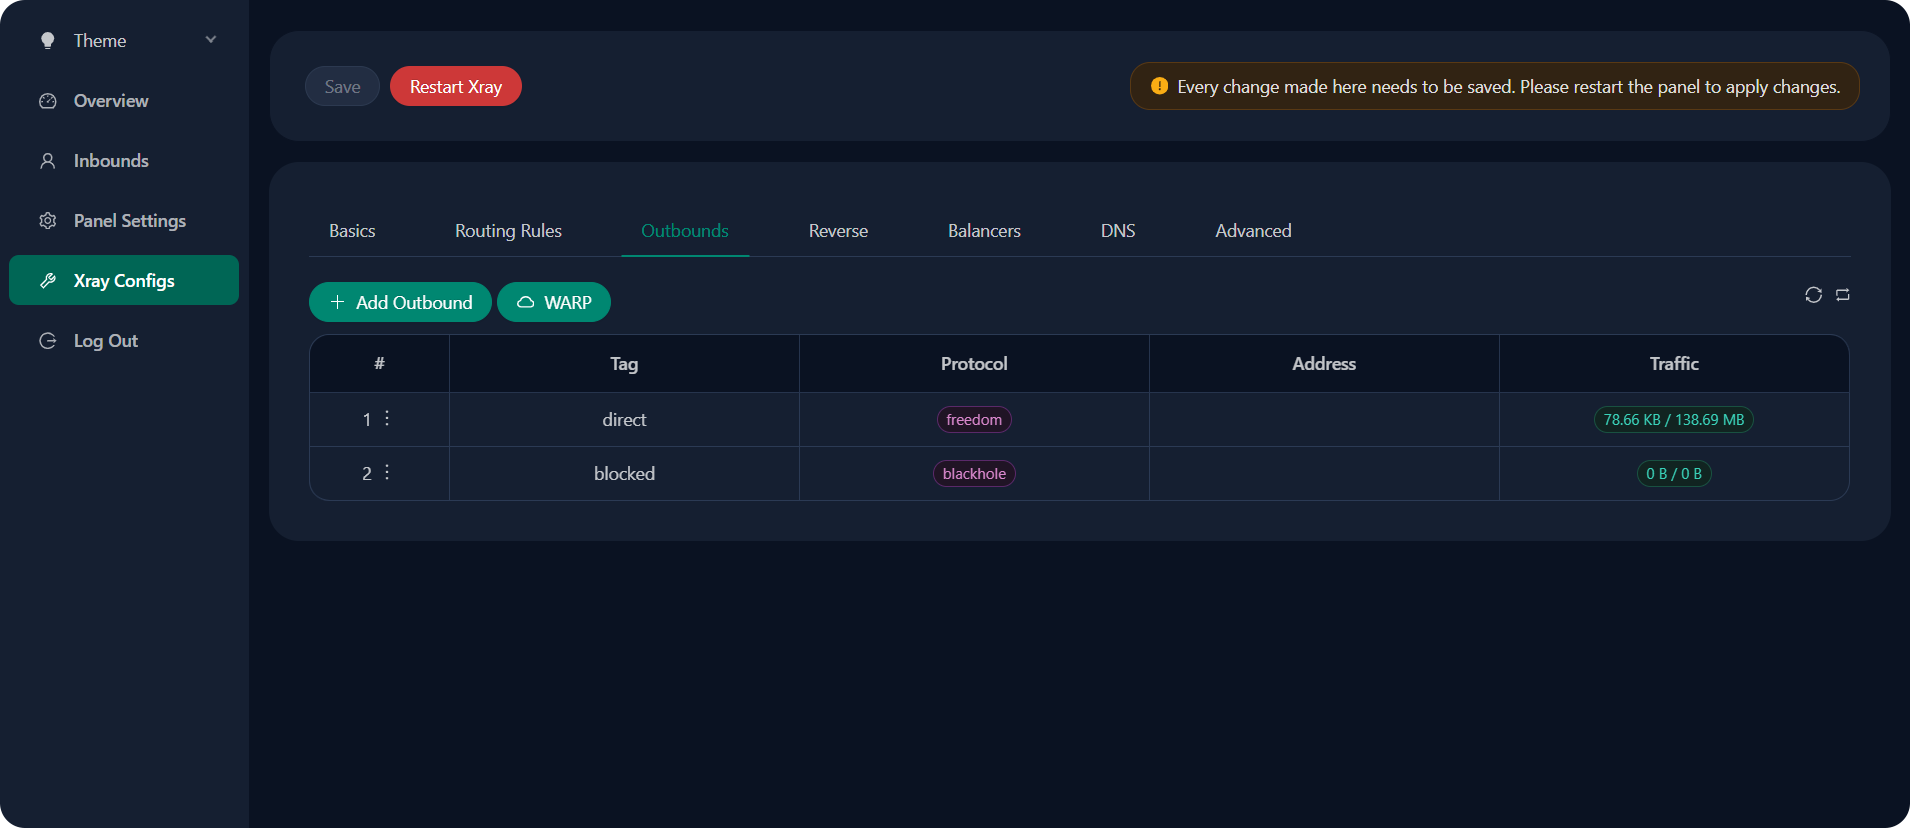 Theme
Overview
Inbounds
Panel Settings
Xray Configs
Log Out
Save
Restart Xray
Every change made here needs to be saved. Please restart the panel to apply changes.
Basics
Routing Rules
Outbounds
Reverse
Balancers
DNS
Advanced
Add Outbound
WARP
# Tag Protocol Address Traffic
1 direct freedom 78.66 KB / 138.69 MB
2 blocked blackhole 0 B / 0 B